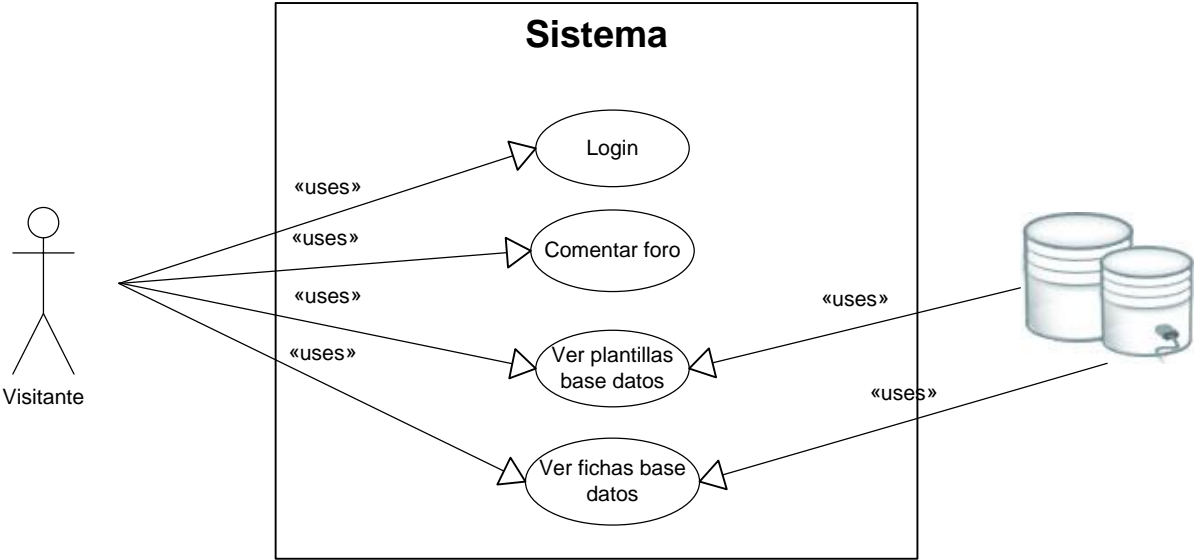 Sistema
Login
«uses»
«uses»
Comentar foro
«uses»
«uses»
«uses»
Ver plantillas
base datos
Visitante
«uses»
Ver fichas base
datos